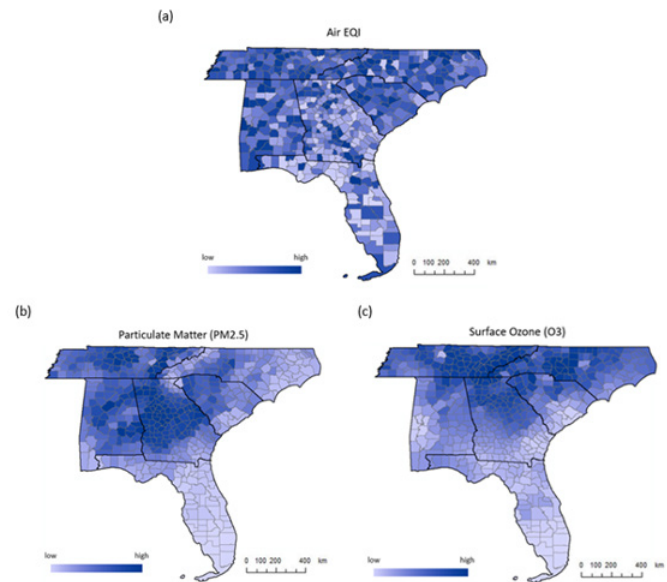 (a)
Air EQI
low high
0 100 200 400 km
(b)
Particulate Matter (PM2.5)
low high
0 100 200 400 km
(c)
Surface Ozone (O3)
low high
0 100 200 400 km